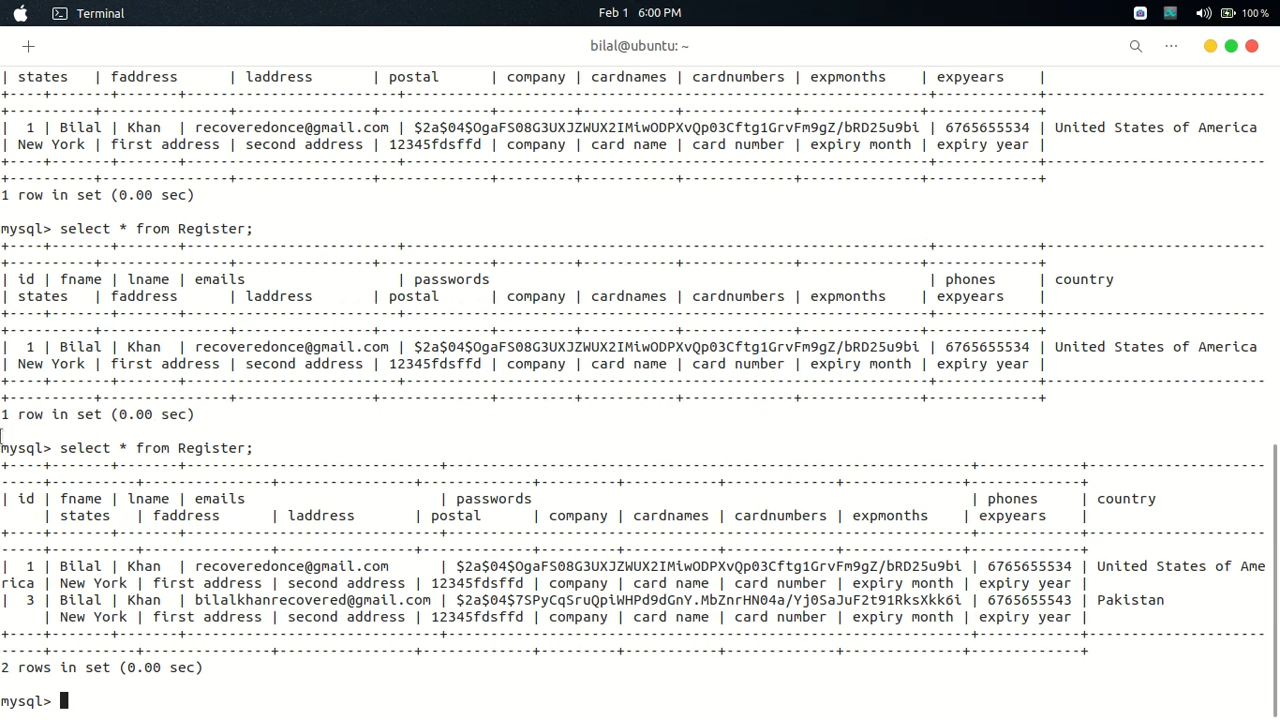 Terminal
Feb 1 6:00 PM
100 %
bilal@ubuntu: ~
| states | faddress | laddress | postal | company | cardnames | cardnumbers | expmonths | expyears |
| 1 | Bilal | Khan | recoveredonce@gmail.com | $2a$04$OgaFS08G3UXJZWUX2IMiwODPXvQp03Cftg1GrvFm9gZ/bRD25u9bi | 6765655534 | United States of America
| New York | first address | second address | 12345fdsffd | company | card name | card number | expiry month | expiry year |
1 row in set (0.00 sec)
mysql> select * from Register;
| id | fname | lname | emails | passwords | phones | country
| states | faddress | laddress | postal | company | cardnames | cardnumbers | expmonths | expyears |
| 1 | Bilal | Khan | recoveredonce@gmail.com | $2a$04$OgaFS08G3UXJZWUX2IMiwODPXvQp03Cftg1GrvFm9gZ/bRD25u9bi | 6765655534 | United States of America
| New York | first address | second address | 12345fdsffd | company | card name | card number | expiry month | expiry year |
1 row in set (0.00 sec)
mysql> select * from Register;
| id | fname | lname | emails | passwords | phones | country
| states | faddress | laddress | postal | company | cardnames | cardnumbers | expmonths | expyears |
| 1 | Bilal | Khan | recoveredonce@gmail.com | $2a$04$OgaFS08G3UXJZWUX2IMiwODPXvQp03Cftg1GrvFm9gZ/bRD25u9bi | 6765655534 | United States of Ame
rica | New York | first address | second address | 12345fdsffd | company | card name | card number | expiry month | expiry year |
| 3 | Bilal | Khan | bilalkhanrecovered@gmail.com | $2a$04$7SPyCqSruQpiWHPd9dGnY.MbZnrHN04a/Yj0SaJuF2t91RksXkk6i | 6765655543 | Pakistan
| New York | first address | second address | 12345fdsffd | company | card name | card number | expiry month | expiry year |
2 rows in set (0.00 sec)
mysql>